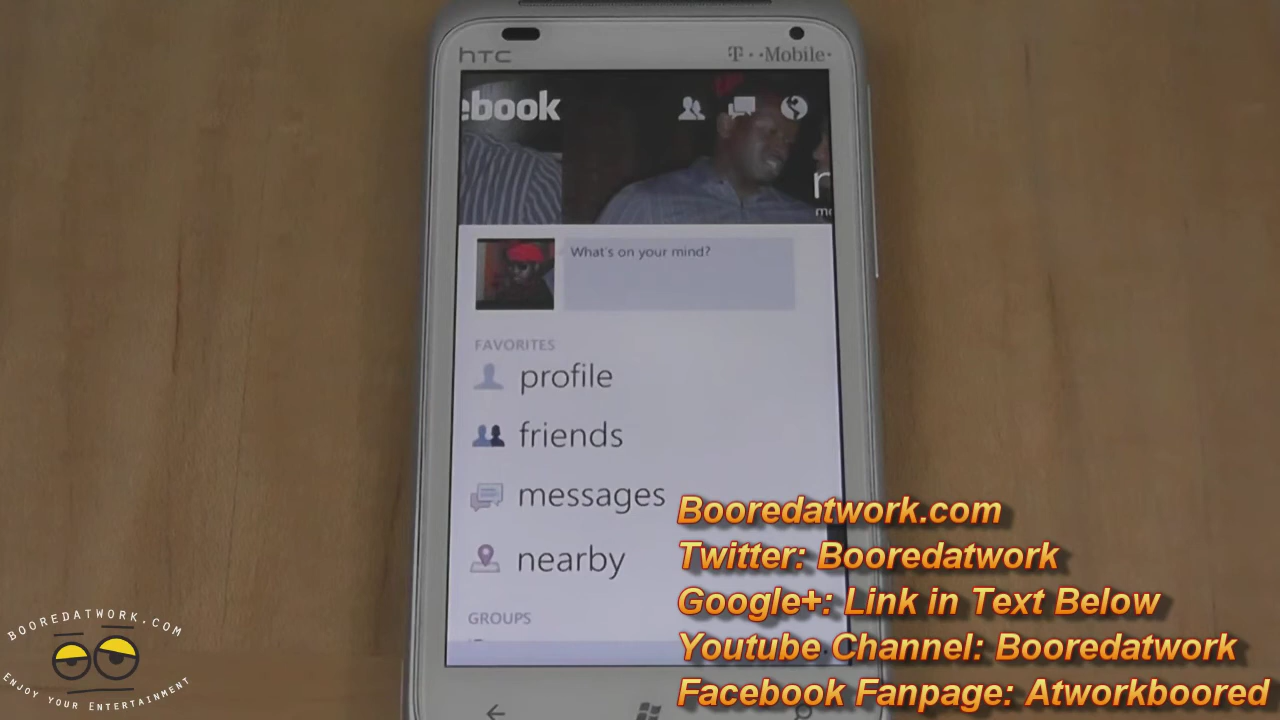 hTC
T··Mobile·
ebook
What's on your mind?
FAVORITES
profile
friends
messages
nearby
GROUPS
Booredatwork.com
Twitter: Booredatwork
Google+: Link in Text Below
Youtube Channel: Booredatwork
Facebook Fanpage: Atworkboored
BOOREDATWORK.COM
ENJOY YOUR ENTERTAINMENT